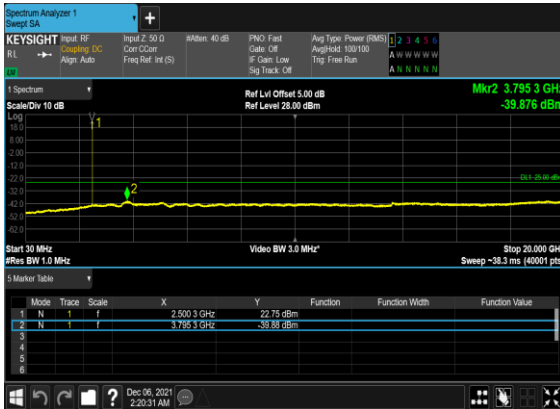 Spectrum Analyzer 1
Swept SA
+
KEYSIGHT Input: RF Input Z: 50 Ω #Atten: 40 dB PNO: Fast Avg Type: Power (RMS) 1 2 3 4 5 6
RL Coupling: DC Corr CCorr Gate: Off Avg|Hold: 100/100 A W W W W W
Align: Auto Freq Ref: Int (S) IF Gain: Low Trig: Free Run
Sig Track: Off A N N N N N
1 Spectrum Ref Lvl Offset 5.00 dB Mkr2 3.795 3 GHz
Scale/Div 10 dB Ref Level 28.00 dBm -39.876 dBm
Log
18.0
8.00
-2.00
-12.0
-22.0
-32.0
-42.0
-52.0
-62.0
1
2
DL1 -25.00 dBm
Start 30 MHz Video BW 3.0 MHz* Stop 20.000 GHz
#Res BW 1.0 MHz Sweep ~38.3 ms (40001 pts)
5 Marker Table
Mode Trace Scale X Y Function Function Width Function Value
1 N 1 f 2.500 3 GHz 22.75 dBm
2 N 1 f 3.795 3 GHz -39.88 dBm
3
4
5
6
? Dec 06, 2021
2:20:31 AM